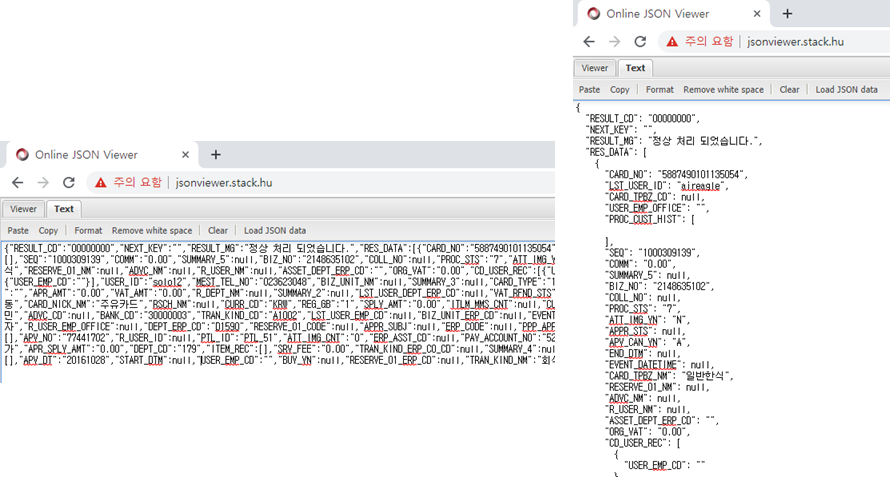 Online JSON Viewer
주의 요함 jsonviewer.stack.hu
Viewer Text
Paste Copy Format Remove white space Clear Load JSON data
{"RESULT_CD":"00000000","NEXT_KEY":"","RESULT_MG":"정상 처리 되었습니다.","RES_DATA":[{"CARD_NO":"5887490101135054"
[],"SEQ":"1000309139","COMM":"0.00","SUMMARY_5":null,"BIZ_NO":"2148635102","COLL_NO":null,"PROC_STS":"7","ATT_IMG_Y
식","RESERVE_01_NM":null,"ADVC_NM":null,"R_USER_NM":null,"ASSET_DEPT_ERP_CD":"","ORG_VAT":"0.00","CD_USER_REC":[{"U
{"USER_EMP_CD":""}],"USER_ID":"solo12","MEST_TEL_NO":"023623048","BIZ_UNIT_NM":null,"SUMMARY_3":null,"CARD_TYPE":"1
:"","APR_AMT":"0.00","VAT_AMT":"0.00","R_DEPT_NM":null,"SUMMARY_2":null,"LST_USER_DEPT_ERP_CD":null,"VAT_RFND_STS"
동","CARD_NICK_NM":"주유카드","RSCH_NM":null,"CURR_CD":"KRW","REG_GB":"1","SPLY_AMT":"0.00","ITLM_MMS_CNT":null,"CL
민","ADVC_CD":null,"BANK_CD":"30000003","TRAN_KIND_CD":"A1002","LST_USER_EMP_CD":null,"BIZ_UNIT_ERP_CD":null,"EVENT
자","R_USER_EMP_OFFICE":null,"DEPT_ERP_CD":"D1590","RESERVE_01_CODE":null,"APPR_SUBJ":null,"ERP_CODE":null,"PPP_APP
[],"APV_NO":"77441702","R_USER_ID":null,"PTL_ID":"PTL_51","ATT_IMG_CNT":"0","ERP_ASST_CD":null,"PAY_ACCOUNT_NO":"52
가","APR_SPLY_AMT":"0.00","DEPT_CD":"179","ITEM_REC":[],"SRV_FEE":"0.00","TRAN_KIND_ERP_CO_CD":null,"SUMMARY_4":null
[],"APV_DT":"20161028","START_DTM":null,"USER_EMP_CD":"","BUY_YN":null,"RESERVE_01_ERP_CD":null,"TRAN_KIND_NM":"회식
Online JSON Viewer
주의 요함 jsonviewer.stack.hu
Viewer Text
Paste Copy Format Remove white space Clear Load JSON data
{
"RESULT_CD": "00000000",
"NEXT_KEY": "",
"RESULT_MG": "정상 처리 되었습니다.",
"RES_DATA": [
{
"CARD_NO": "5887490101135054",
"LST_USER_ID": "aireagle",
"CARD_TPBZ_CD": null,
"USER_EMP_OFFICE": "",
"PROC_CUST_HIST": [
],
"SEQ": "1000309139",
"COMM": "0.00",
"SUMMARY_5": null,
"BIZ_NO": "2148635102",
"COLL_NO": null,
"PROC_STS": "7",
"ATT_IMG_YN": "N",
"APPR_STS": null,
"APV_CAN_YN": "A",
"END_DTM": null,
"EVENT_DATETIME": null,
"CARD_TPBZ_NM": "일반한식",
"RESERVE_01_NM": null,
"ADVC_NM": null,
"R_USER_NM": null,
"ASSET_DEPT_ERP_CD": "",
"ORG_VAT": "0.00",
"CD_USER_REC": [
{
"USER_EMP_CD": ""